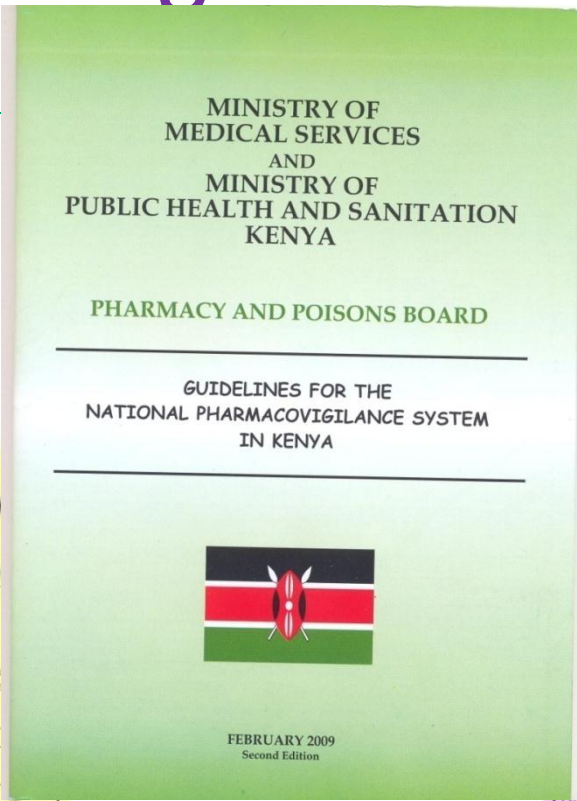 MINISTRY OF
MEDICAL SERVICES
AND
MINISTRY OF
PUBLIC HEALTH AND SANITATION
KENYA
PHARMACY AND POISONS BOARD
GUIDELINES FOR THE
NATIONAL PHARMACOVIGILANCE SYSTEM
IN KENYA
FEBRUARY 2009
Second Edition